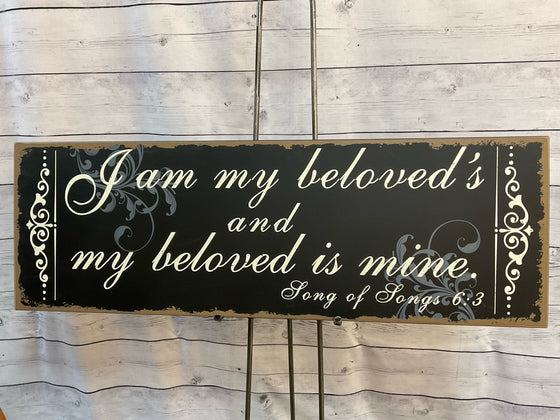 I am my beloved's
and
my beloved is mine.
Song of Songs 6:3